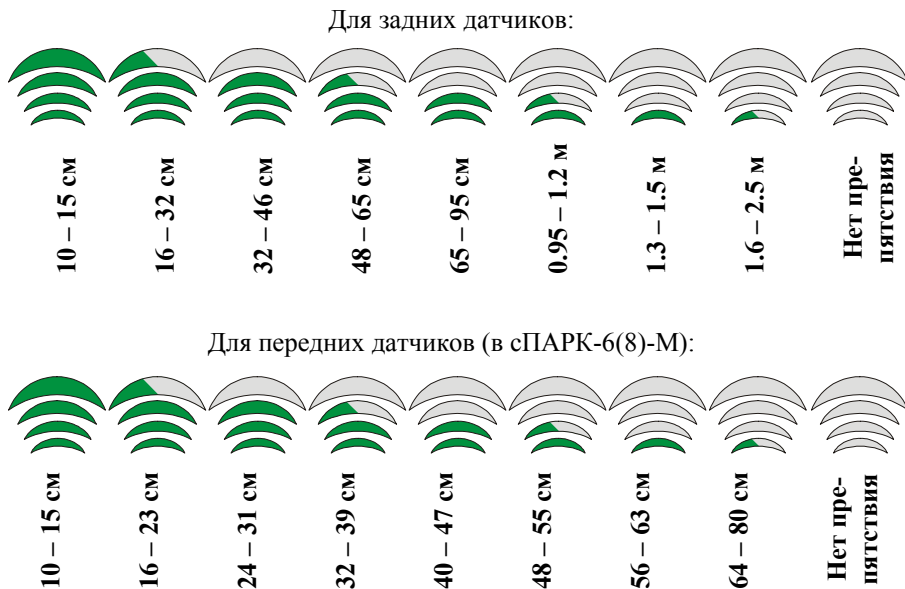 Для задних датчиков:
10 – 15 см
16 – 32 см
32 – 46 см
48 – 65 см
65 – 95 см
0.95 – 1.2 м
1.3 – 1.5 м
1.6 – 2.5 м
Нет пре-
пятствия
Для передних датчиков (в сПАРК-6(8)-М):
10 – 15 см
16 – 23 см
24 – 31 см
32 – 39 см
40 – 47 см
48 – 55 см
56 – 63 см
64 – 80 см
Нет пре-
пятствия